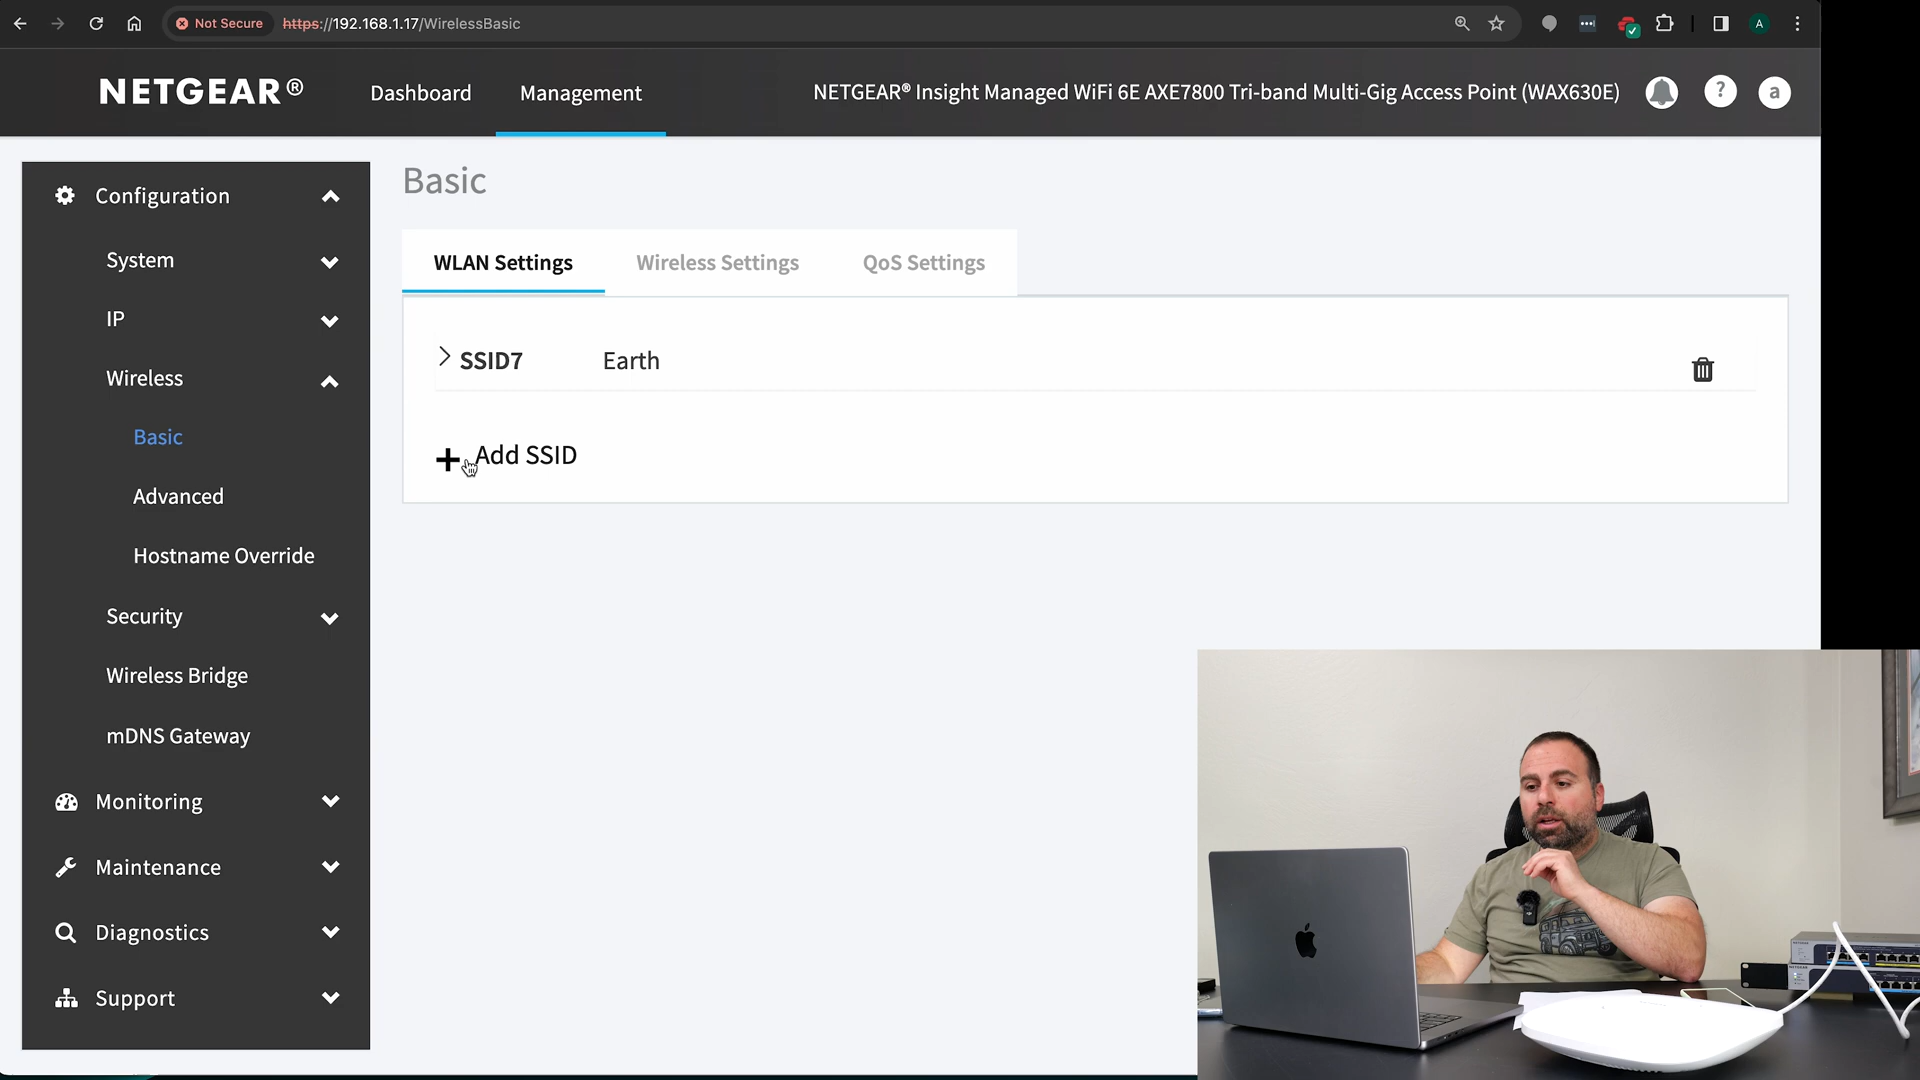 Not Secure https://192.168.1.17/WirelessBasic
A
NETGEAR® Dashboard Management NETGEAR® Insight Managed WiFi 6E AXE7800 Tri-band Multi-Gig Access Point (WAX630E) ? a
Configuration
System
IP
Wireless
Basic
Advanced
Hostname Override
Security
Wireless Bridge
mDNS Gateway
Monitoring
Maintenance
Diagnostics
Support
Basic
WLAN Settings Wireless Settings QoS Settings
SSID7 Earth
Add SSID